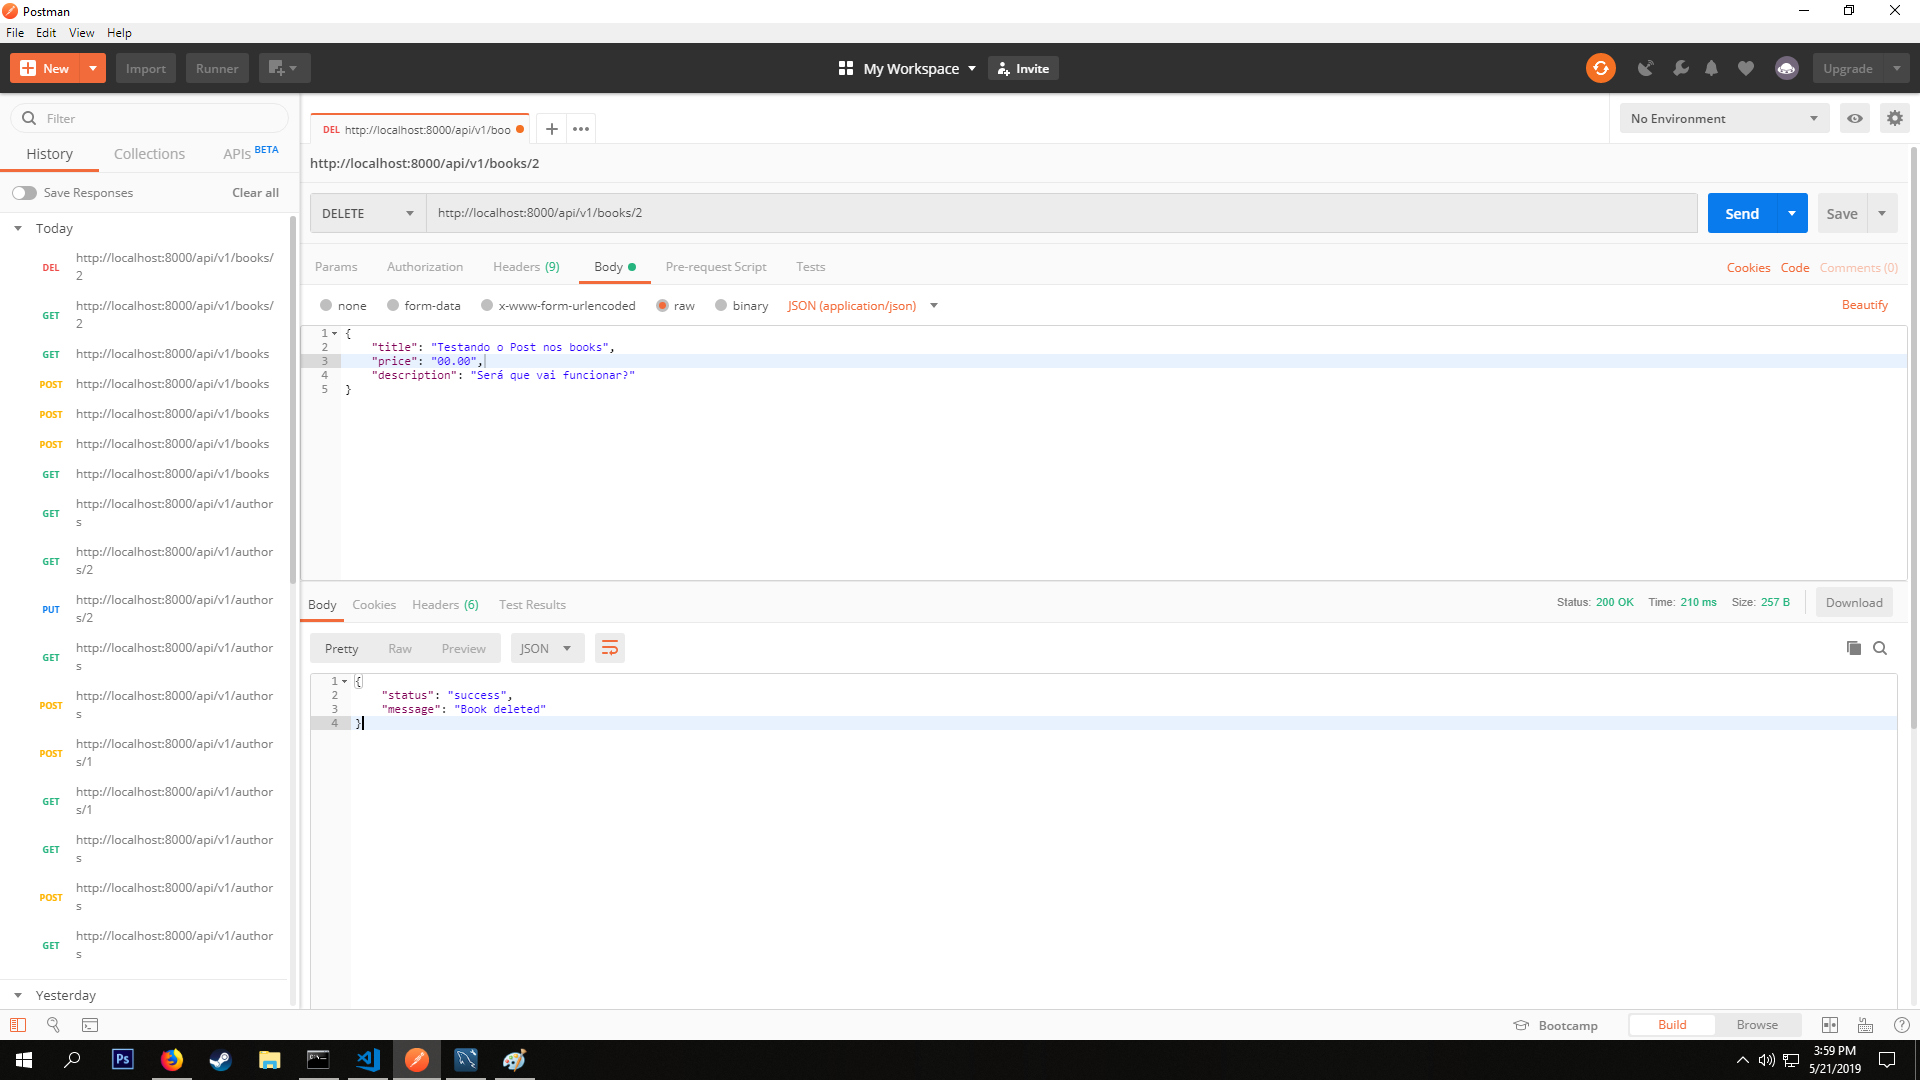 Postman
File Edit View Help
New Import Runner My Workspace Invite Upgrade
Filter
History Collections APIs BETA
Save Responses Clear all
Today
DEL http://localhost:8000/api/v1/books/
2
GET http://localhost:8000/api/v1/books/
2
GET http://localhost:8000/api/v1/books
POST http://localhost:8000/api/v1/books
POST http://localhost:8000/api/v1/books
POST http://localhost:8000/api/v1/books
GET http://localhost:8000/api/v1/books
GET http://localhost:8000/api/v1/author
s
GET http://localhost:8000/api/v1/author
s/2
PUT http://localhost:8000/api/v1/author
s/2
GET http://localhost:8000/api/v1/author
s
POST http://localhost:8000/api/v1/author
s
POST http://localhost:8000/api/v1/author
s/1
GET http://localhost:8000/api/v1/author
s/1
GET http://localhost:8000/api/v1/author
s
POST http://localhost:8000/api/v1/author
s
GET http://localhost:8000/api/v1/author
s
Yesterday
DEL http://localhost:8000/api/v1/boo
No Environment
http://localhost:8000/api/v1/books/2
DELETE http://localhost:8000/api/v1/books/2 Send Save
Params Authorization Headers (9) Body Pre-request Script Tests Cookies Code Comments (0)
none form-data x-www-form-urlencoded raw binary JSON (application/json) Beautify
1 {
2 "title": "Testando o Post nos books",
3 "price": "00.00",
4 "description": "Será que vai funcionar?"
5 }
Body Cookies Headers (6) Test Results Status: 200 OK Time: 210 ms Size: 257 B Download
Pretty Raw Preview JSON
1 {
2 "status": "success",
3 "message": "Book deleted"
4 }
Bootcamp Build Browse
Ps
3:59 PM
5/21/2019